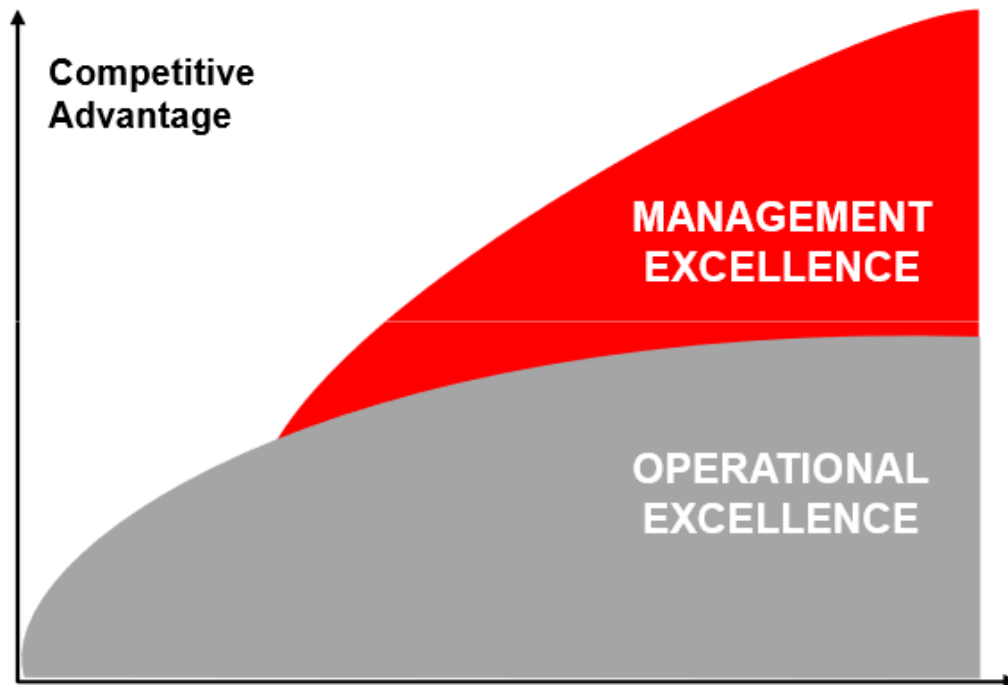 Competitive
Advantage
MANAGEMENT
EXCELLENCE
OPERATIONAL
EXCELLENCE